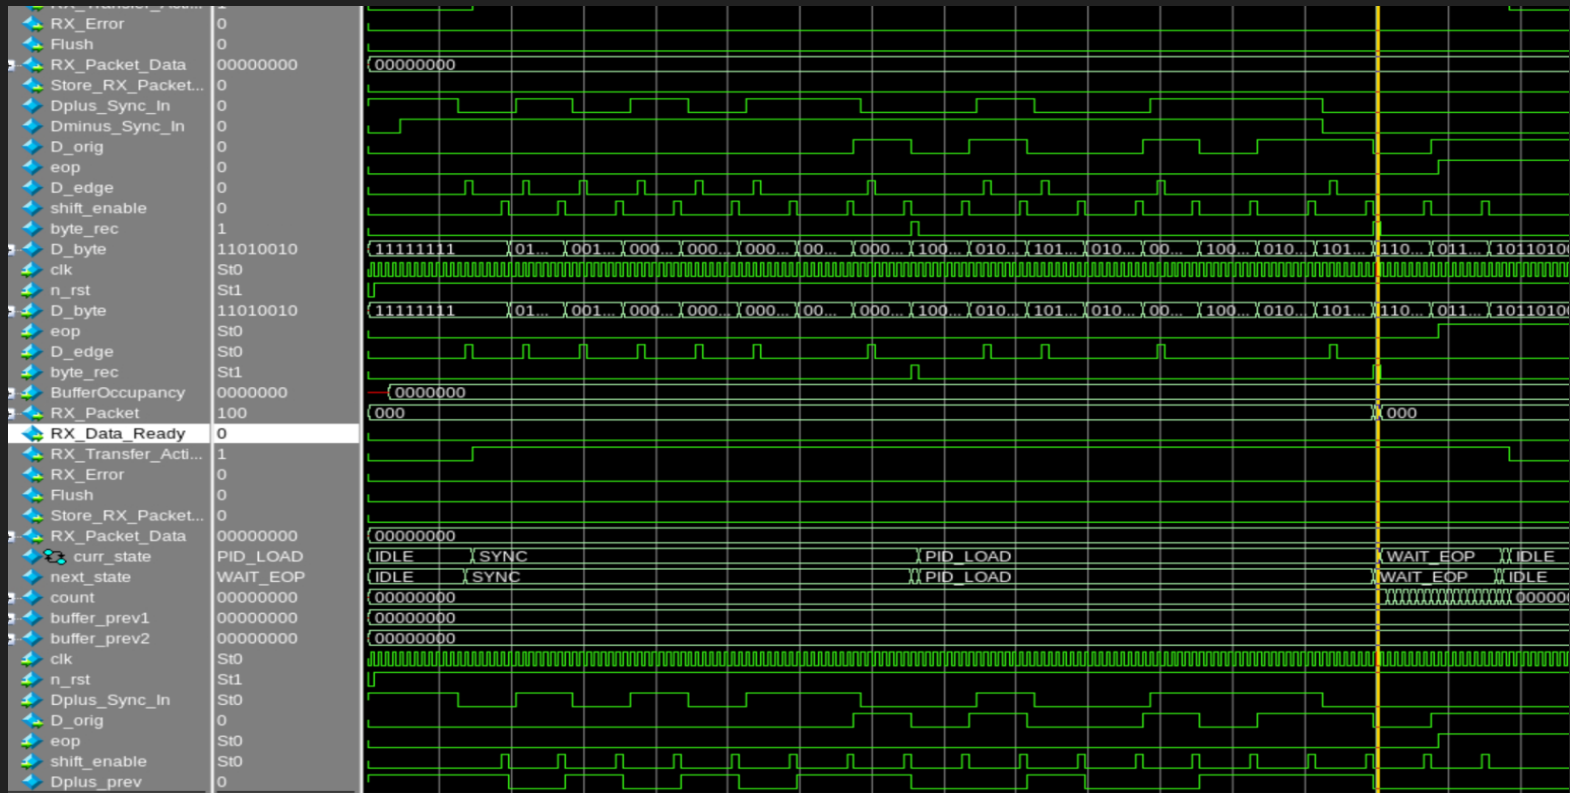 RX_Transfer_Acti... 1
RX_Error 0
Flush 0
RX_Packet_Data 00000000 00000000
Store_RX_Packet... 0
Dplus_Sync_In 0
Dminus_Sync_In 0
D_orig 0
eop 0
D_edge 0
shift_enable 0
byte_rec 1
D_byte 11010010 11111111 01... 001... 000... 000... 000... 00... 000... 100... 010... 101... 010... 00... 100... 010... 101... 110... 011... 1011010
clk St0
n_rst St1
D_byte 11010010 11111111 01... 001... 000... 000... 000... 00... 000... 100... 010... 101... 010... 00... 100... 010... 101... 110... 011... 1011010
eop St0
D_edge St0
byte_rec St1
BufferOccupancy 0000000 0000000
RX_Packet 100 000 000
RX_Data_Ready 0
RX_Transfer_Acti... 1
RX_Error 0
Flush 0
Store_RX_Packet... 0
RX_Packet_Data 00000000 00000000
curr_state PID_LOAD IDLE SYNC PID_LOAD WAIT_EOP IDLE
next_state WAIT_EOP IDLE SYNC PID_LOAD WAIT_EOP IDLE
count 00000000 00000000 00000
buffer_prev1 00000000 00000000
buffer_prev2 00000000 00000000
clk St0
n_rst St1
Dplus_Sync_In St0
D_orig 0
eop St0
shift_enable St0
Dplus_prev 0